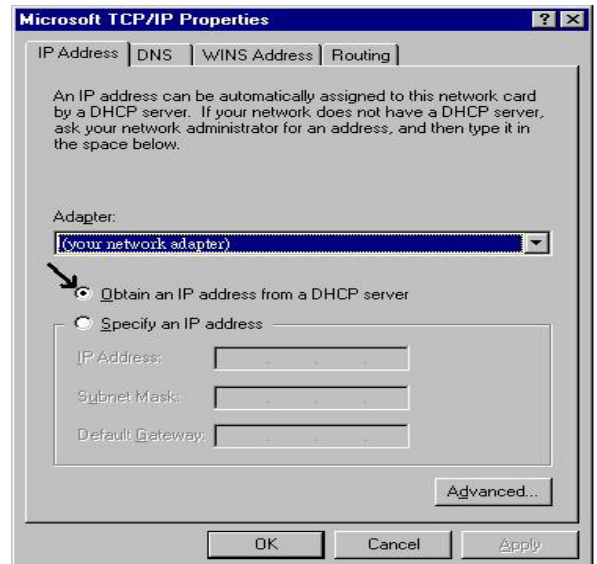 Microsoft TCP/IP Properties
IP Address DNS WINS Address Routing
An IP address can be automatically assigned to this network card
by a DHCP server. If your network does not have a DHCP server,
ask your network administrator for an address, and then type it in
the space below.
Adapter:
(your network adapter)
Obtain an IP address from a DHCP server
Specify an IP address
IP Address:
Subnet Mask:
Default Gateway:
Advanced...
OK Cancel Apply